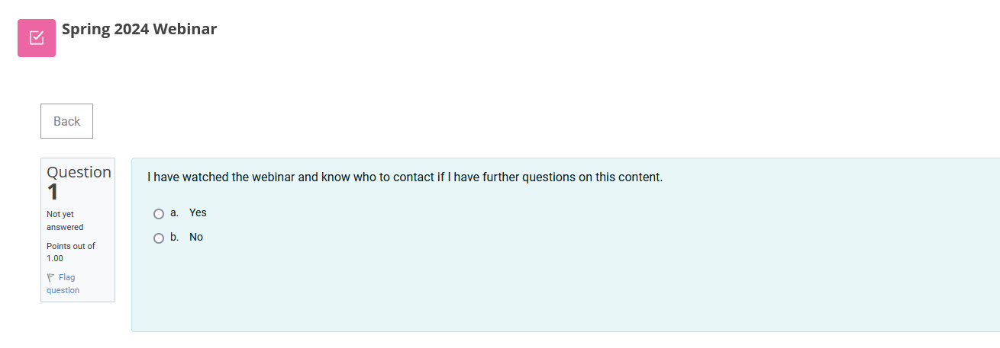 Spring 2024 Webinar
Back
Question
1
Not yet
answered
Points out of
1.00
Flag
question
I have watched the webinar and know who to contact if I have further questions on this content.
a. Yes
b. No